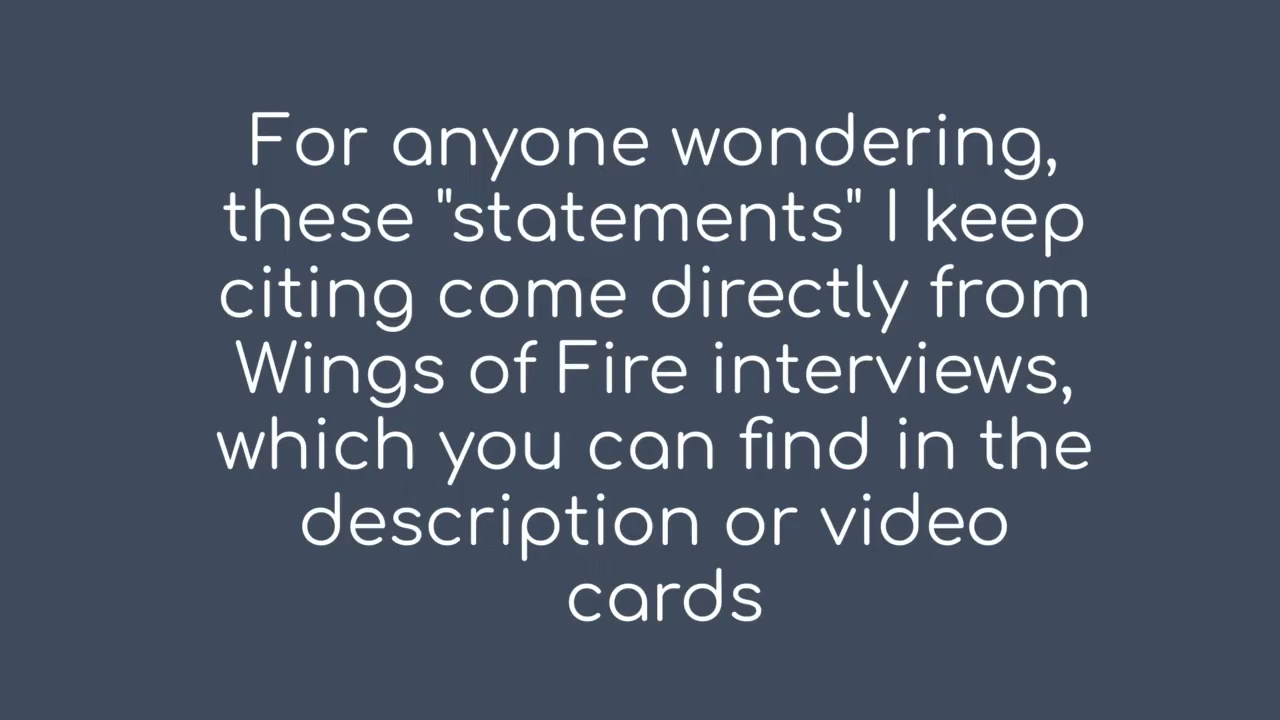 For anyone wondering,
these "statements" I keep
citing come directly from
Wings of Fire interviews,
which you can find in the
description or video
cards